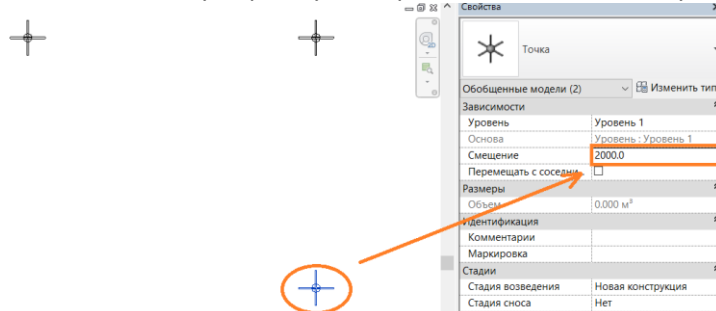 Свойства
Точка
Обобщенные модели (2)
Изменить тип
Зависимости
Уровень Уровень 1
Основа Уровень : Уровень 1
Смещение 2000.0
Перемещать с соседни
Размеры
Объем 0.000 м³
Идентификация
Комментарии
Маркировка
Стадии
Стадия возведения Новая конструкция
Стадия сноса Нет